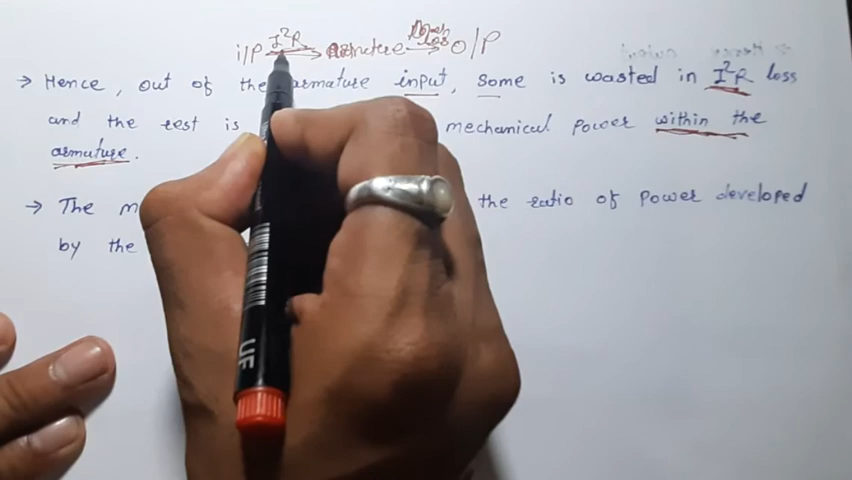 i/P I²R armature loss O/P
→ Hence, out of the armature input, some is wasted in I²R loss
and the rest is mechanical power within the
armature.
→ The m the ratio of Power developed
by the
UF